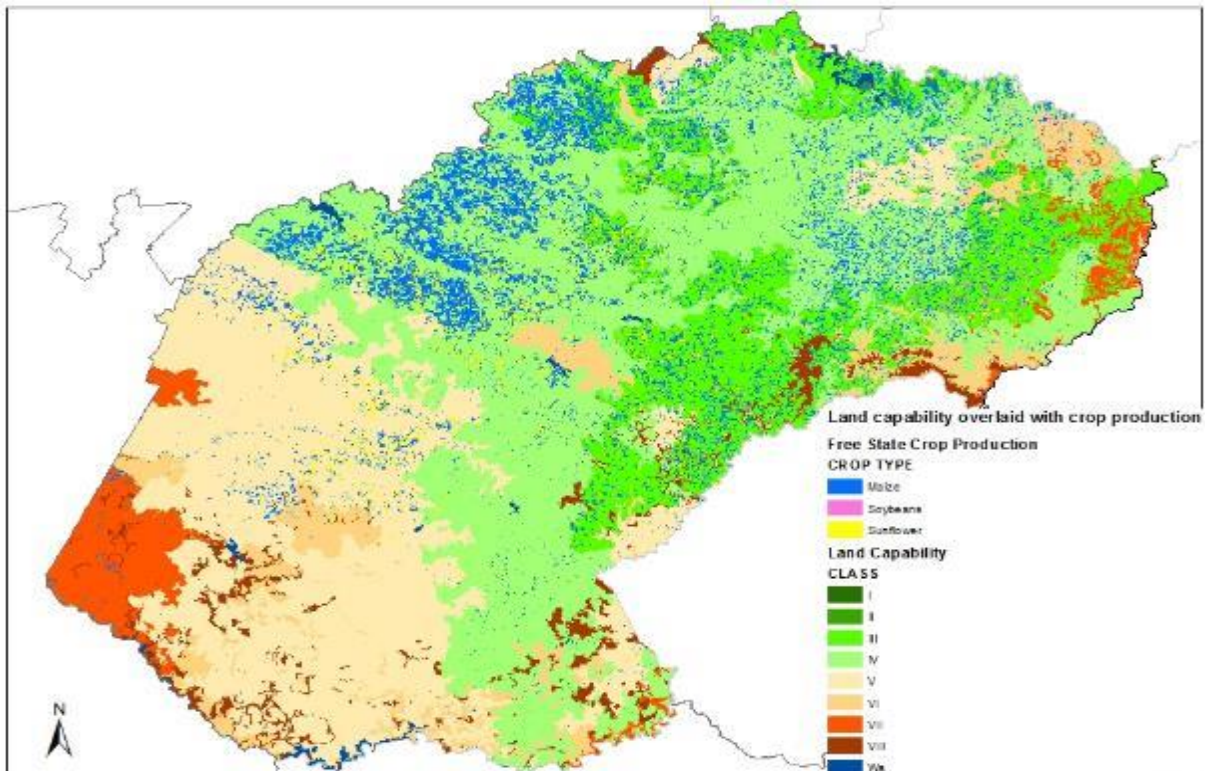 Land capability overlaid with crop production
Free State Crop Production
CROP TYPE
Maize
Soybeans
Sunflower
Land Capability
CLASS
I
II
III
IV
V
VI
VII
VIII
Wa
N